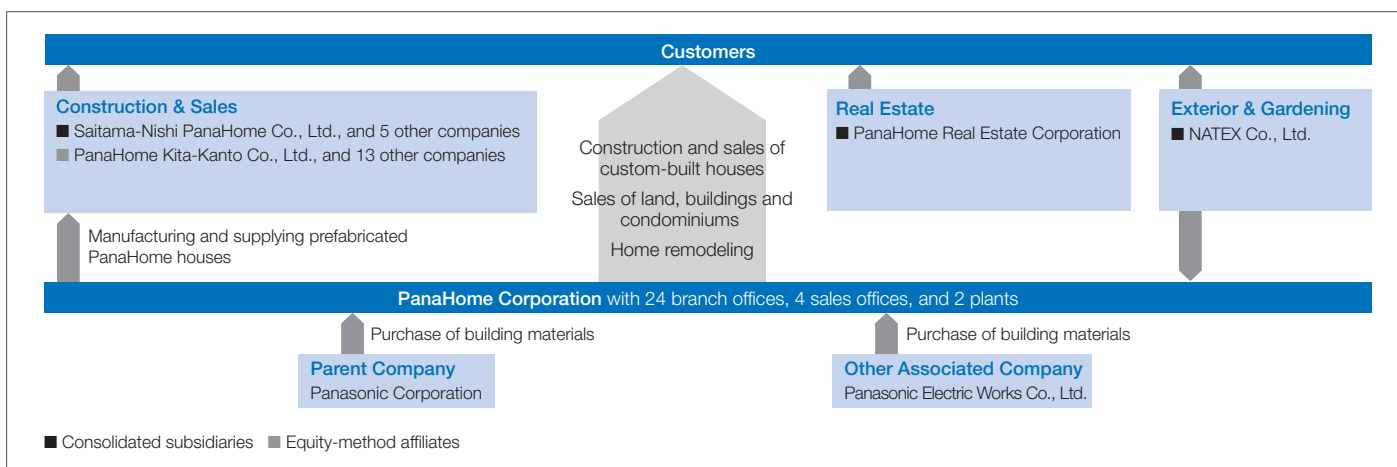 Customers
Construction & Sales
■ Saitama-Nishi PanaHome Co., Ltd., and 5 other companies
■ PanaHome Kita-Kanto Co., Ltd., and 13 other companies
Construction and sales of
custom-built houses
Sales of land, buildings and
condominiums
Home remodeling
Real Estate
■ PanaHome Real Estate Corporation
Exterior & Gardening
■ NATEX Co., Ltd.
Manufacturing and supplying prefabricated
PanaHome houses
PanaHome Corporation with 24 branch offices, 4 sales offices, and 2 plants
Purchase of building materials
Parent Company
Panasonic Corporation
Purchase of building materials
Other Associated Company
Panasonic Electric Works Co., Ltd.
■ Consolidated subsidiaries ■ Equity-method affiliates